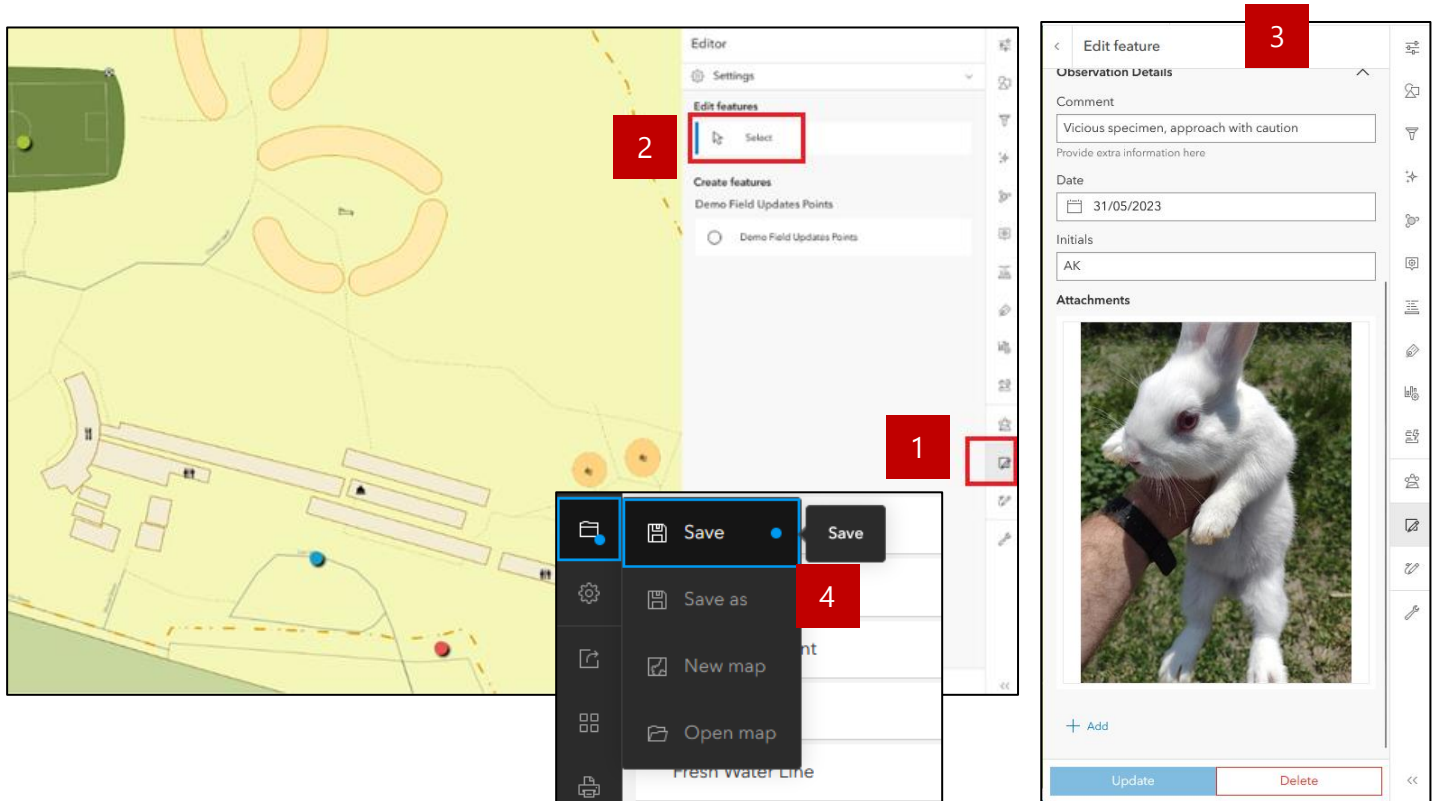 Editor
Settings
Edit features
2
Select
Create features
Demo Field Updates Points
Demo Field Updates Points
1
Save
Save
Save as
4
New map
nt
Open map
Fresh Water Line
3
Edit feature
Observation Details
Comment
Vicious specimen, approach with caution
Provide extra information here
Date
31/05/2023
Initials
AK
Attachments
+ Add
Update
Delete